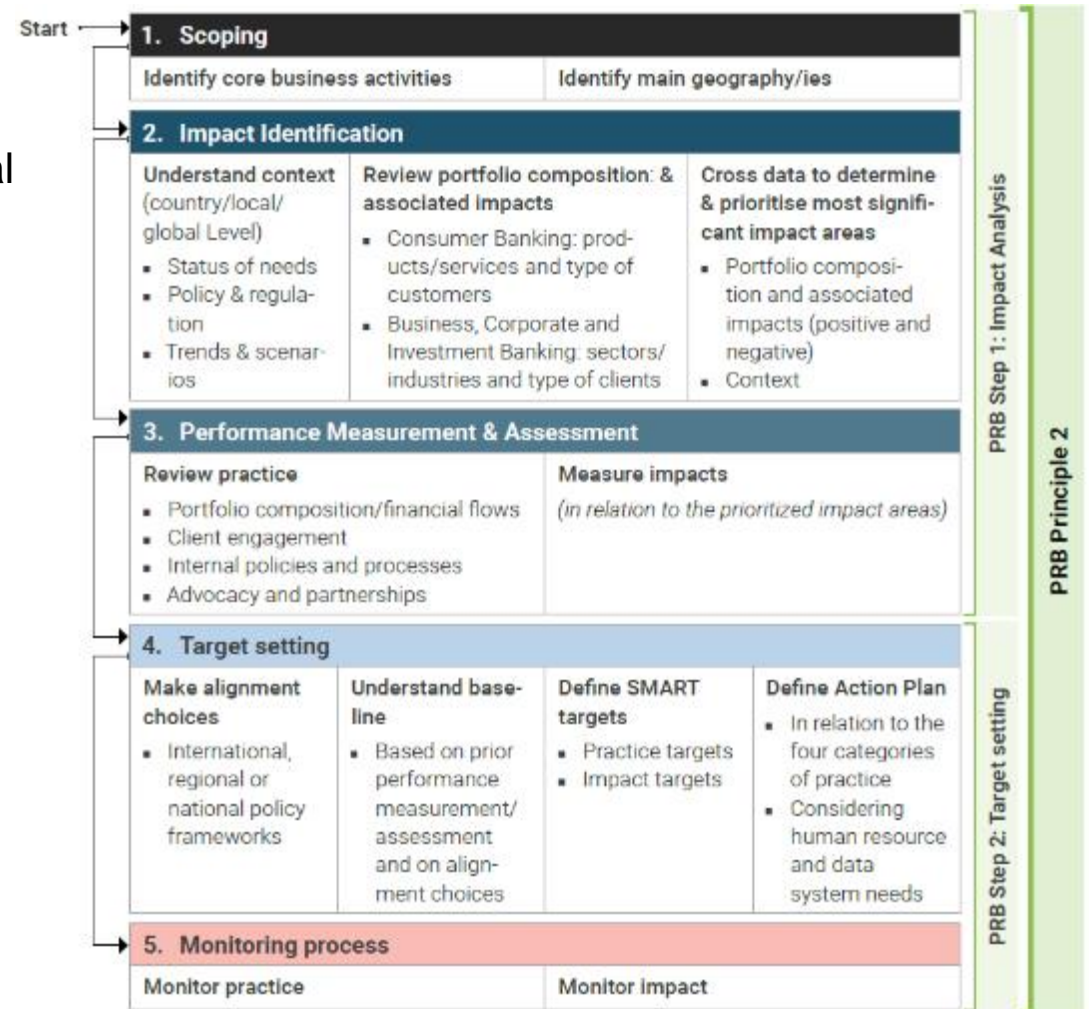 Start
1. Scoping
Identify core business activities
Identify main geography/ies
al
2. Impact Identification
Understand context
(country/local/
global Level)
▪ Status of needs
▪ Policy & regula-
tion
▪ Trends & scenar-
ios
Review portfolio composition: &
associated impacts
▪ Consumer Banking: prod-
ucts/services and type of
customers
▪ Business, Corporate and
Investment Banking: sectors/
industries and type of clients
Cross data to determine
& prioritise most signifi-
cant impact areas
▪ Portfolio composi-
tion and associated
impacts (positive and
negative)
▪ Context
3. Performance Measurement & Assessment
Review practice
▪ Portfolio composition/financial flows
▪ Client engagement
▪ Internal policies and processes
▪ Advocacy and partnerships
Measure impacts
(in relation to the prioritized impact areas)
4. Target setting
Make alignment
choices
▪ International,
regional or
national policy
frameworks
Understand base-
line
▪ Based on prior
performance
measurement/
assessment
and on align-
ment choices
Define SMART
targets
▪ Practice targets
▪ Impact targets
Define Action Plan
▪ In relation to the
four categories
of practice
▪ Considering
human resource
and data
system needs
5. Monitoring process
Monitor practice
Monitor impact
PRB Step 1: Impact Analysis
PRB Step 2: Target setting
PRB Principle 2